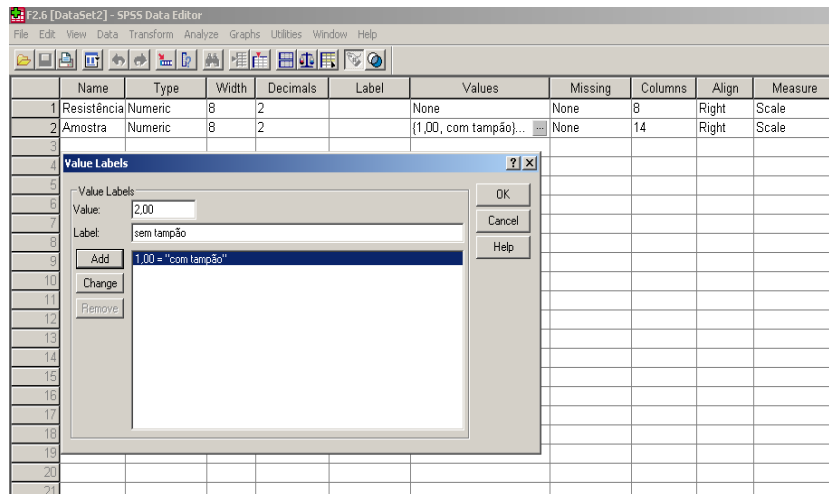 F2.6 [DataSet2] - SPSS Data Editor
File Edit View Data Transform Analyze Graphs Utilities Window Help
Name Type Width Decimals Label Values Missing Columns Align Measure
1 Resistência Numeric 8 2 None None 8 Right Scale
2 Amostra Numeric 8 2 {1,00, com tampão}... ... None 14 Right Scale
3
4
Value Labels
5
Value Labels
OK
6
Value: 2,00
7
Cancel
Label: sem tampão
8
Help
9
Add 1,00 = "com tampão"
10
Change
11
Remove
12
13
14
15
16
17
18
19
20
21